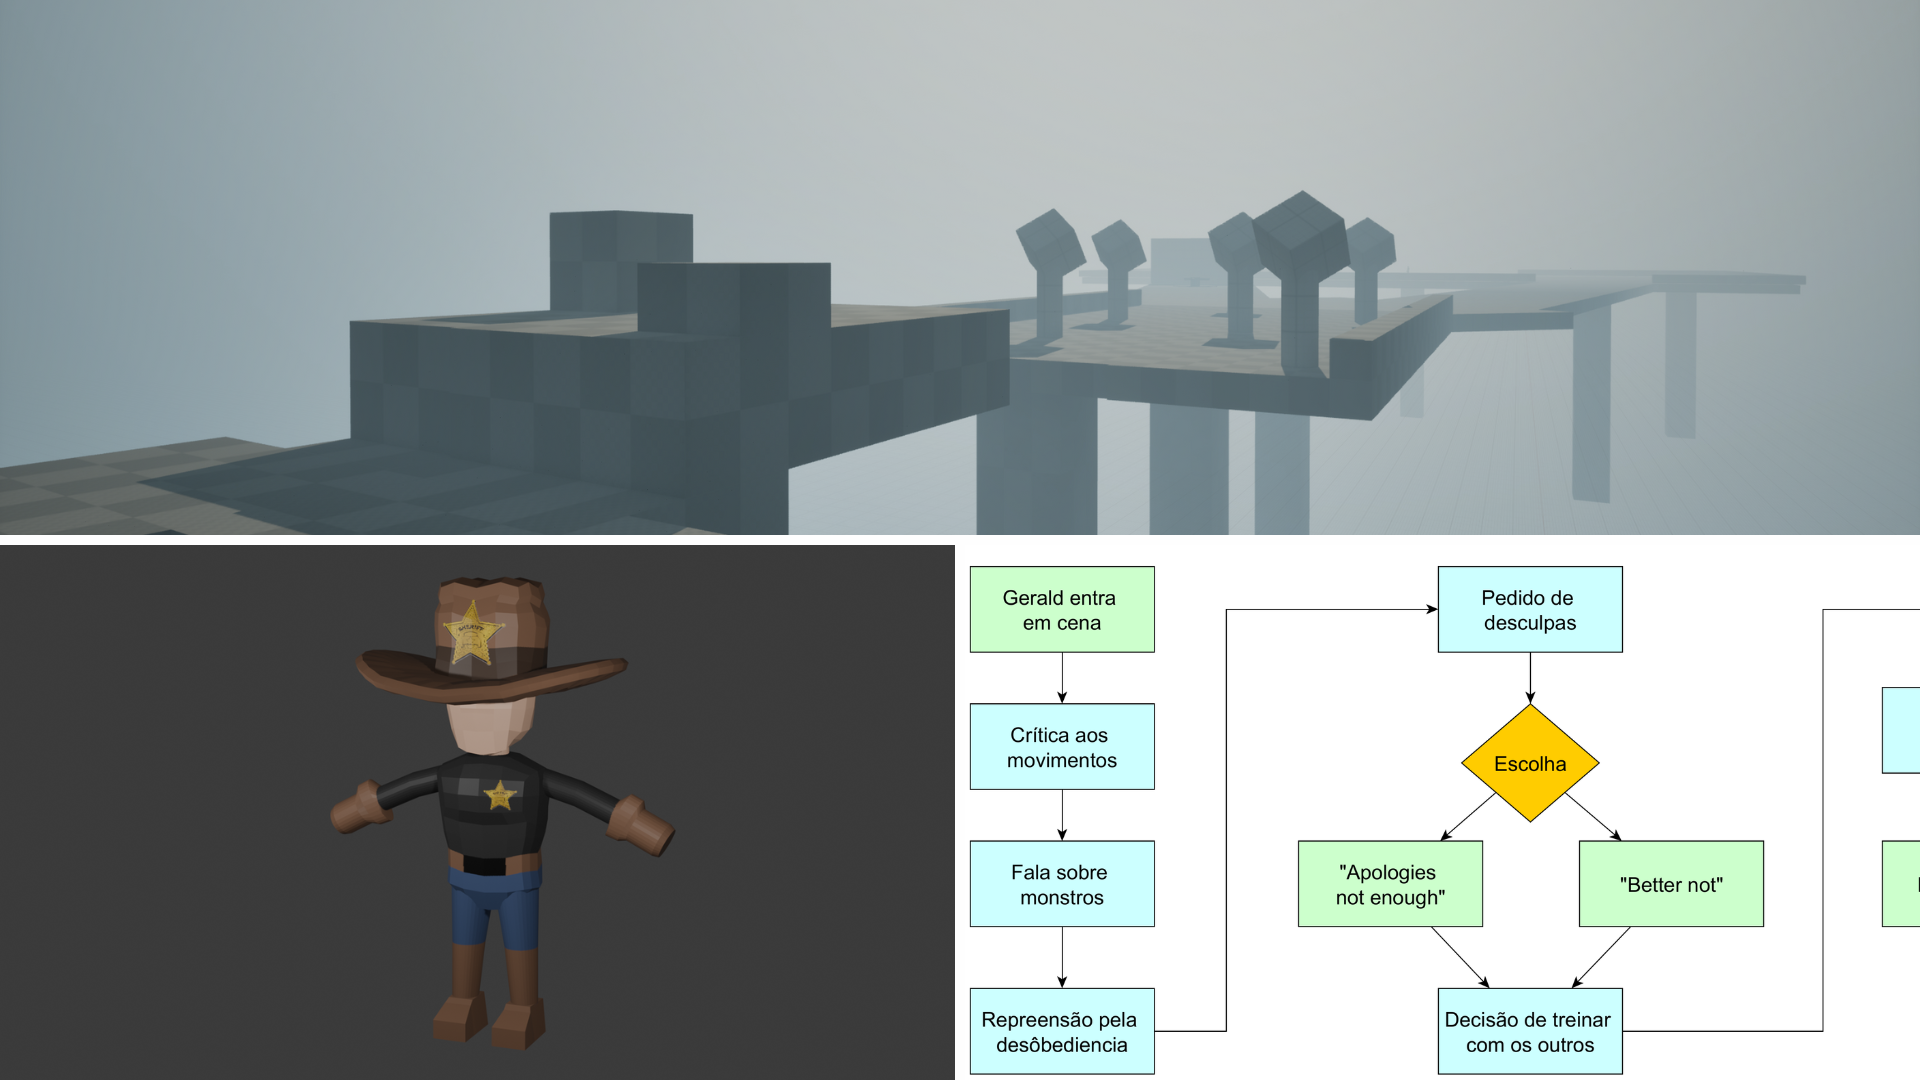 Gerald entra
em cena
Crítica aos
movimentos
Fala sobre
monstros
Repreensão pela
desôbediencia
Pedido de
desculpas
Escolha
"Apologies
not enough"
"Better not"
Decisão de treinar
com os outros